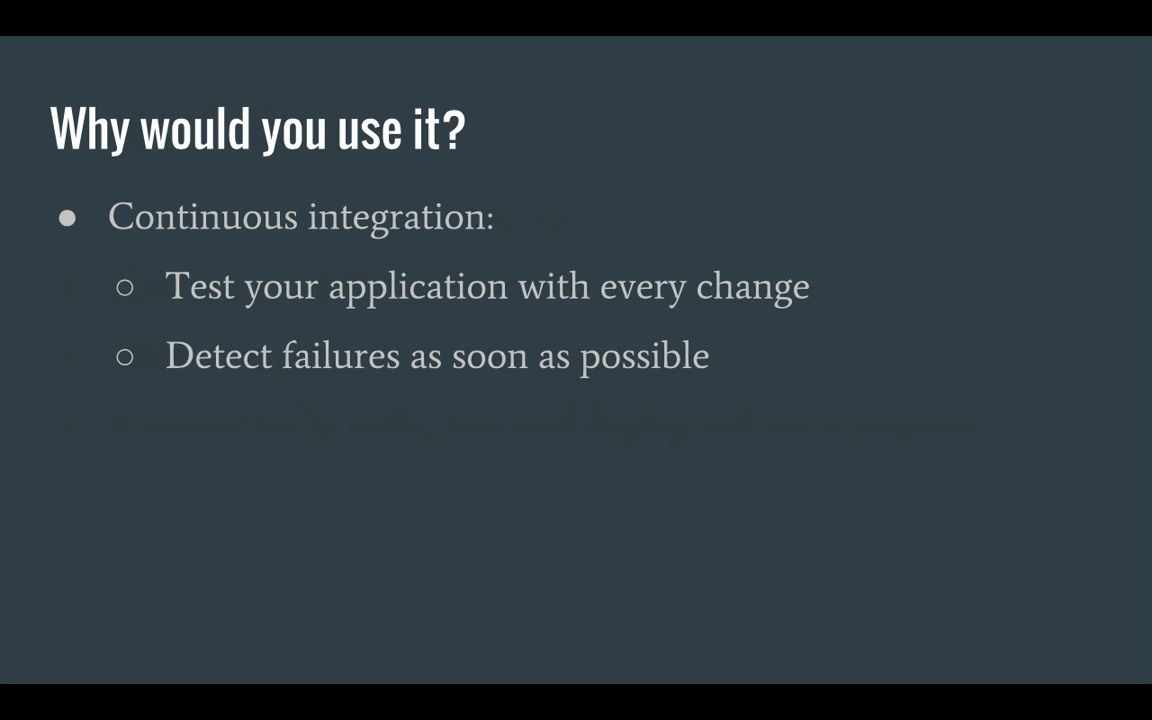 Why would you use it?
● Continuous integration:
○ Test your application with every change
○ Detect failures as soon as possible